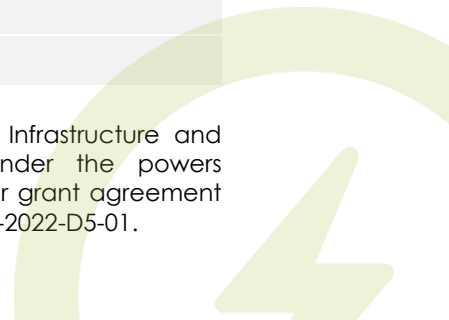 Infrastructure and
nder the powers
r grant agreement
-2022-D5-01.